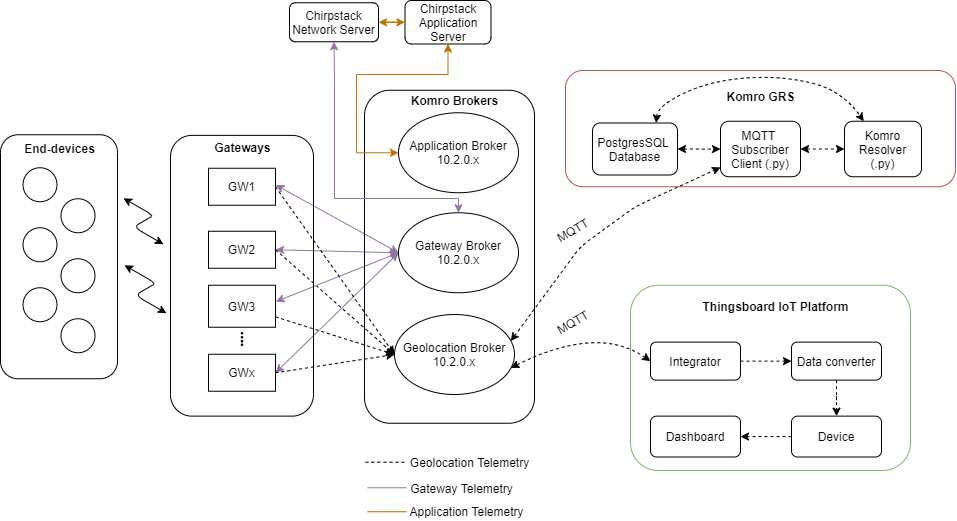 Chirpstack
Network Server
Chirpstack
Application
Server
End-devices
Gateways
GW1
GW2
GW3
GWx
Komro Brokers
Application Broker
10.2.0.x
Gateway Broker
10.2.0.x
Geolocation Broker
10.2.0.x
MQTT
MQTT
Komro GRS
PostgresSQL
Database
MQTT
Subscriber
Client (.py)
Komro
Resolver
(.py)
Thingsboard IoT Platform
Integrator
Data converter
Dashboard
Device
Geolocation Telemetry
Gateway Telemetry
Application Telemetry